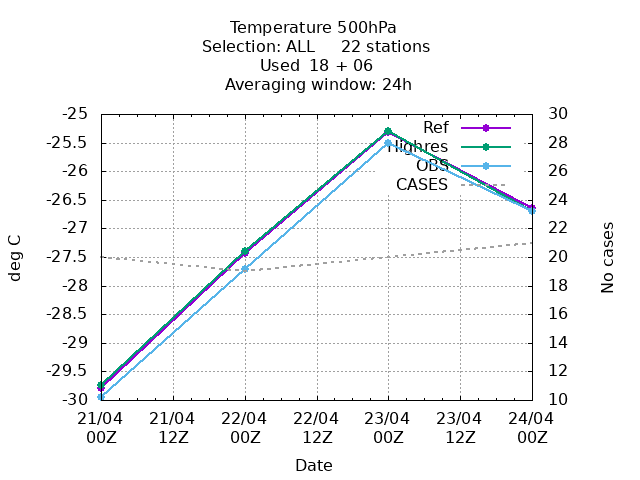 Temperature 500hPa
Selection: ALL 22 stations
Used 18 + 06
Averaging window: 24h
-25 30
-25.5 28
-26 26
-26.5 24
-27 22
-27.5 20
-28 18
-28.5 16
-29 14
-29.5 12
-30 10
Ref
Highres
OBS
CASES
deg C
No cases
21/04 21/04 22/04 22/04 23/04 23/04 24/04
00Z 12Z 00Z 12Z 00Z 12Z 00Z
Date